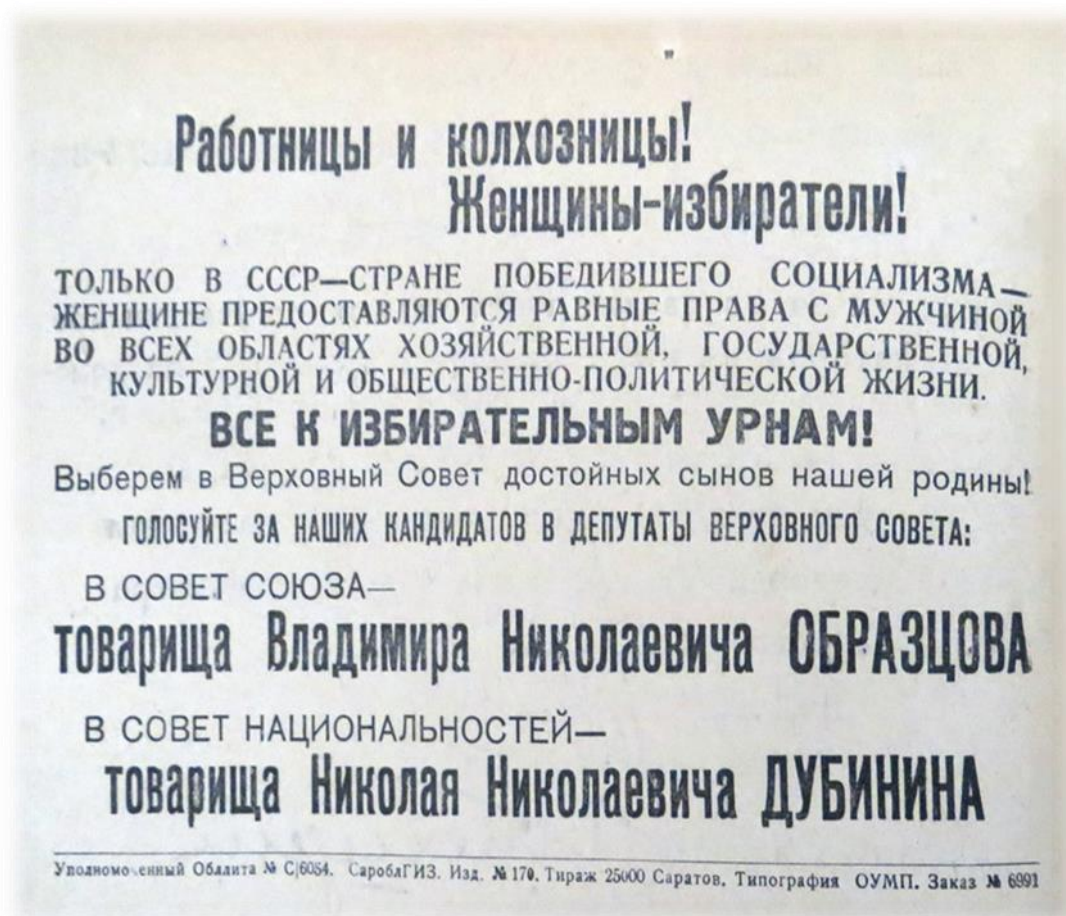 Работницы и колхозницы!
Женщины-избиратели!
ТОЛЬКО В СССР—СТРАНЕ ПОБЕДИВШЕГО СОЦИАЛИЗМА—
ЖЕНЩИНЕ ПРЕДОСТАВЛЯЮТСЯ РАВНЫЕ ПРАВА С МУЖЧИНОЙ
ВО ВСЕХ ОБЛАСТЯХ ХОЗЯЙСТВЕННОЙ, ГОСУДАРСТВЕННОЙ,
КУЛЬТУРНОЙ И ОБЩЕСТВЕННО-ПОЛИТИЧЕСКОЙ ЖИЗНИ.
ВСЕ К ИЗБИРАТЕЛЬНЫМ УРНАМ!
Выберем в Верховный Совет достойных сынов нашей родины!
ГОЛОСУЙТЕ ЗА НАШИХ КАНДИДАТОВ В ДЕПУТАТЫ ВЕРХОВНОГО СОВЕТА:
В СОВЕТ СОЮЗА—
товарища Владимира Николаевича ОБРАЗЦОВА
В СОВЕТ НАЦИОНАЛЬНОСТЕЙ—
товарища Николая Николаевича ДУБИНИНА
Уполномоченный Обллита № С|6054. СароблГИЗ. Изд. № 170. Тираж 25000 Саратов. Типография ОУМП. Заказ № 6991